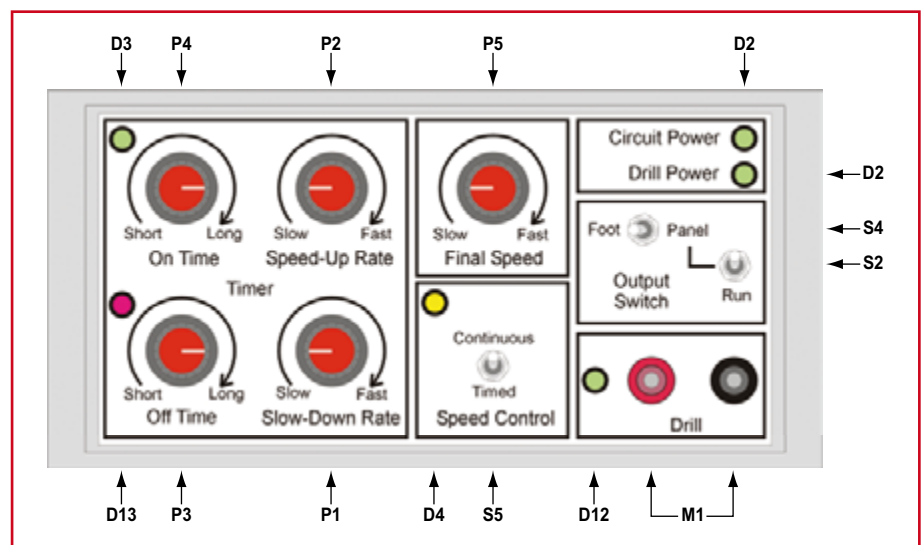 D3 P4 P2 P5 D2
Circuit Power
Drill Power
D2
Short Long
On Time
Slow Fast
Speed-Up Rate
Slow Fast
Final Speed
Foot Panel
S4
S2
Output
Switch
Run
Timer
Short Long
Off Time
Slow Fast
Slow-Down Rate
Continuous
Timed
Speed Control
Drill
D13 P3 P1 D4 S5 D12 M1